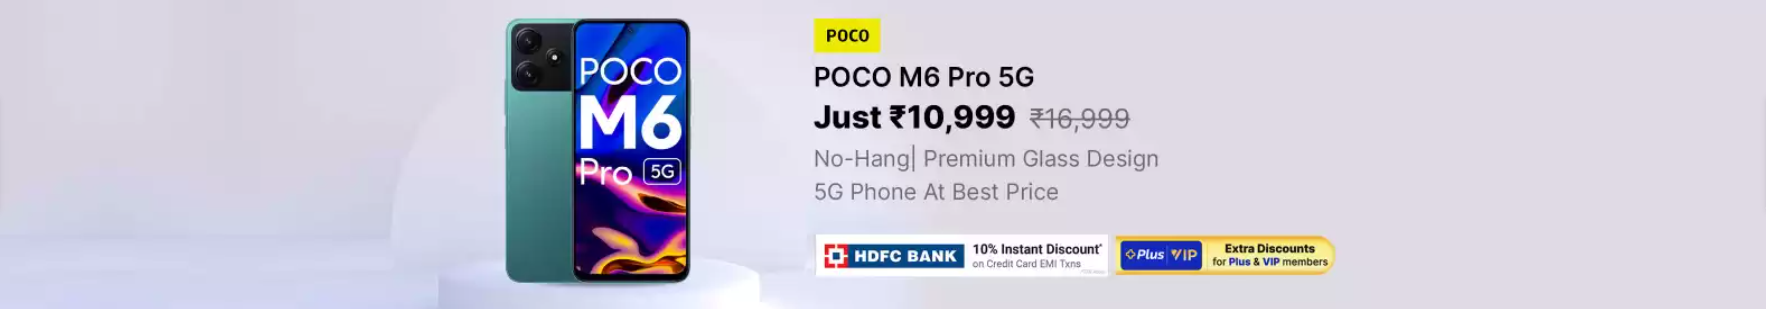 POCO
M6
Pro 5G
POCO
POCO M6 Pro 5G
Just ₹10,999 ₹16,999
No-Hang| Premium Glass Design
5G Phone At Best Price
HDFC BANK
10% Instant Discount*
on Credit Card EMI Txns
Plus VIP
Extra Discounts
for Plus & VIP members